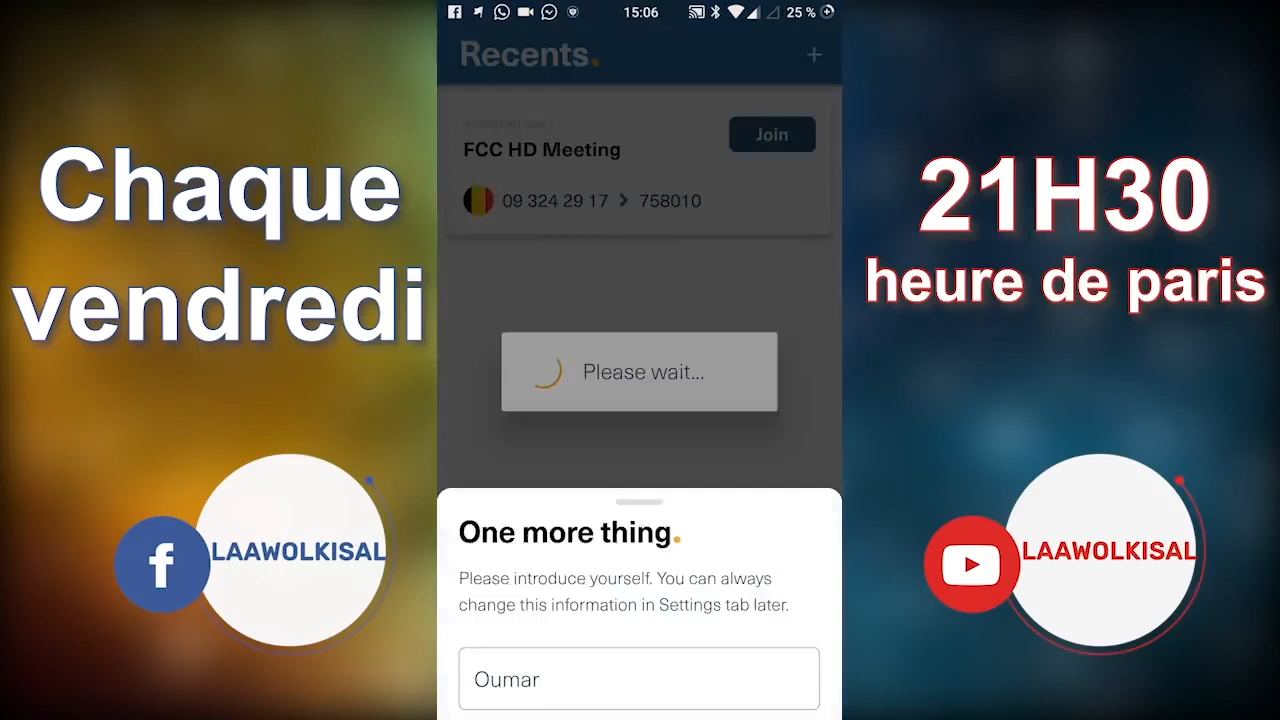 Chaque
vendredi
LAAWOLKISAL
15:06
25 %
Recents.
FCC HD Meeting
Join
09 324 29 17 > 758010
Please wait...
One more thing.
Please introduce yourself. You can always
change this information in Settings tab later.
Oumar
21H30
heure de paris
LAAWOLKISAL